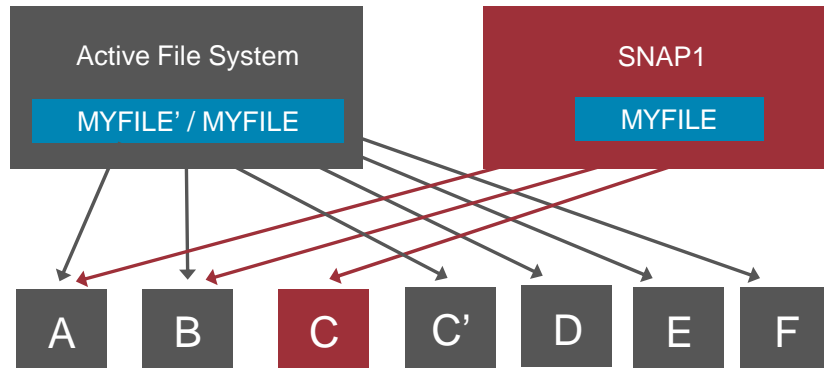 Active File System
MYFILE’ / MYFILE
SNAP1
MYFILE
A
B
C
C’
D
E
F